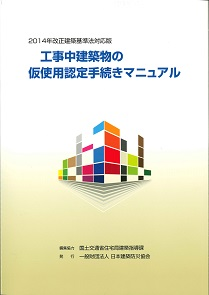 2014年改正建築基準法対応版
工事中建築物の
仮使用認定手続きマニュアル
編集協力 国土交通省住宅局建築指導課
発行 一般財団法人 日本建築防災協会